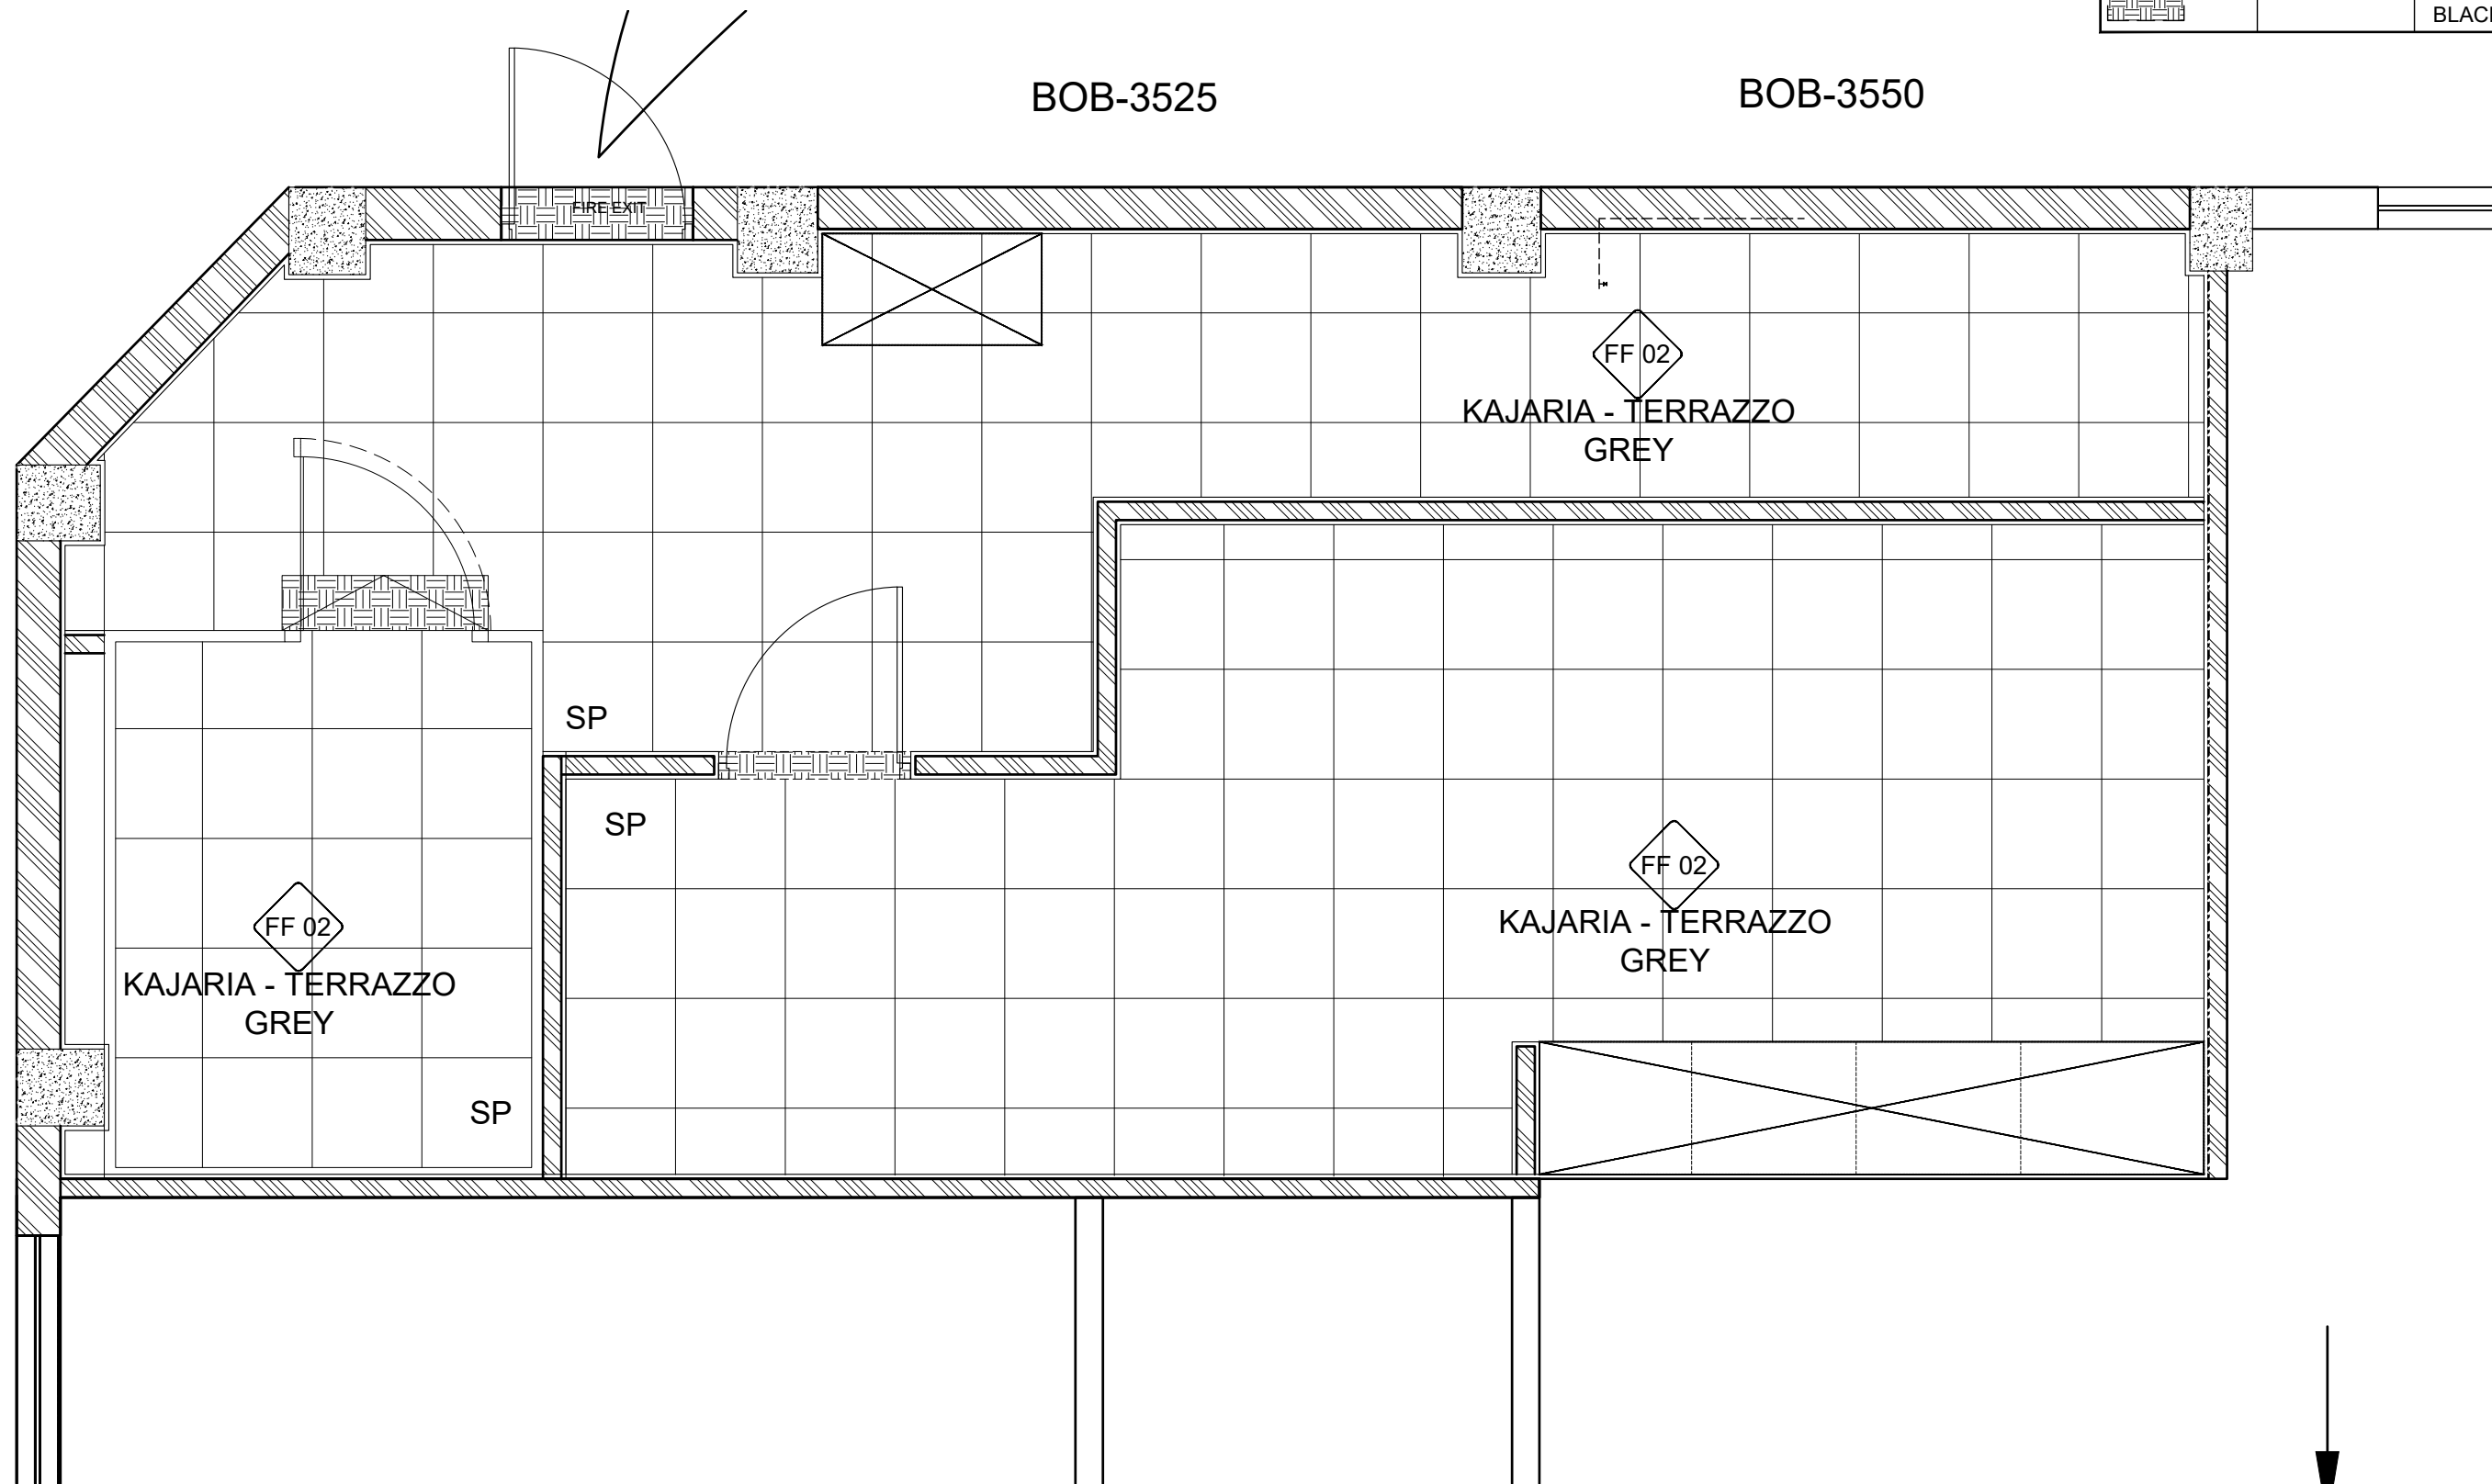 BLAC
BOB-3525
BOB-3550
FIRE EXIT
FF 02
KAJARIA - TERRAZZO
GREY
SP
SP
FF 02
KAJARIA - TERRAZZO
GREY
FF 02
KAJARIA - TERRAZZO
GREY
SP